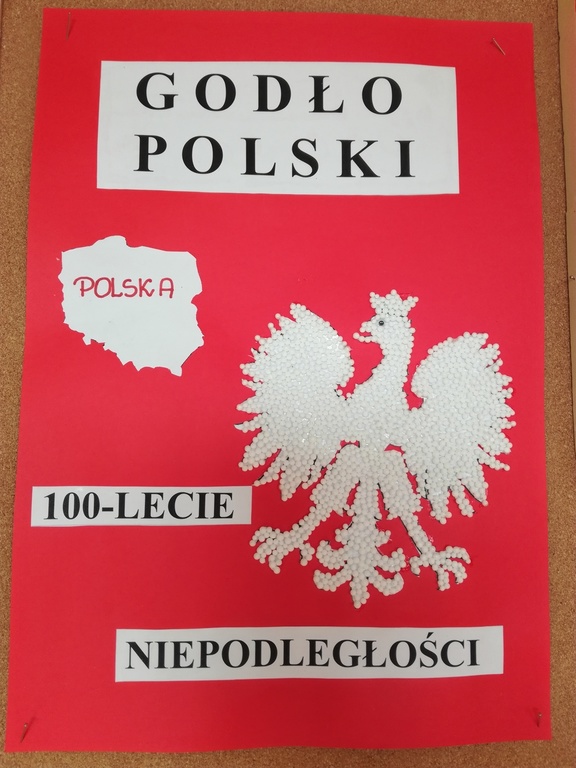 GODŁO
POLSKI
POLSKA
100-LECIE
NIEPODLEGŁOŚCI